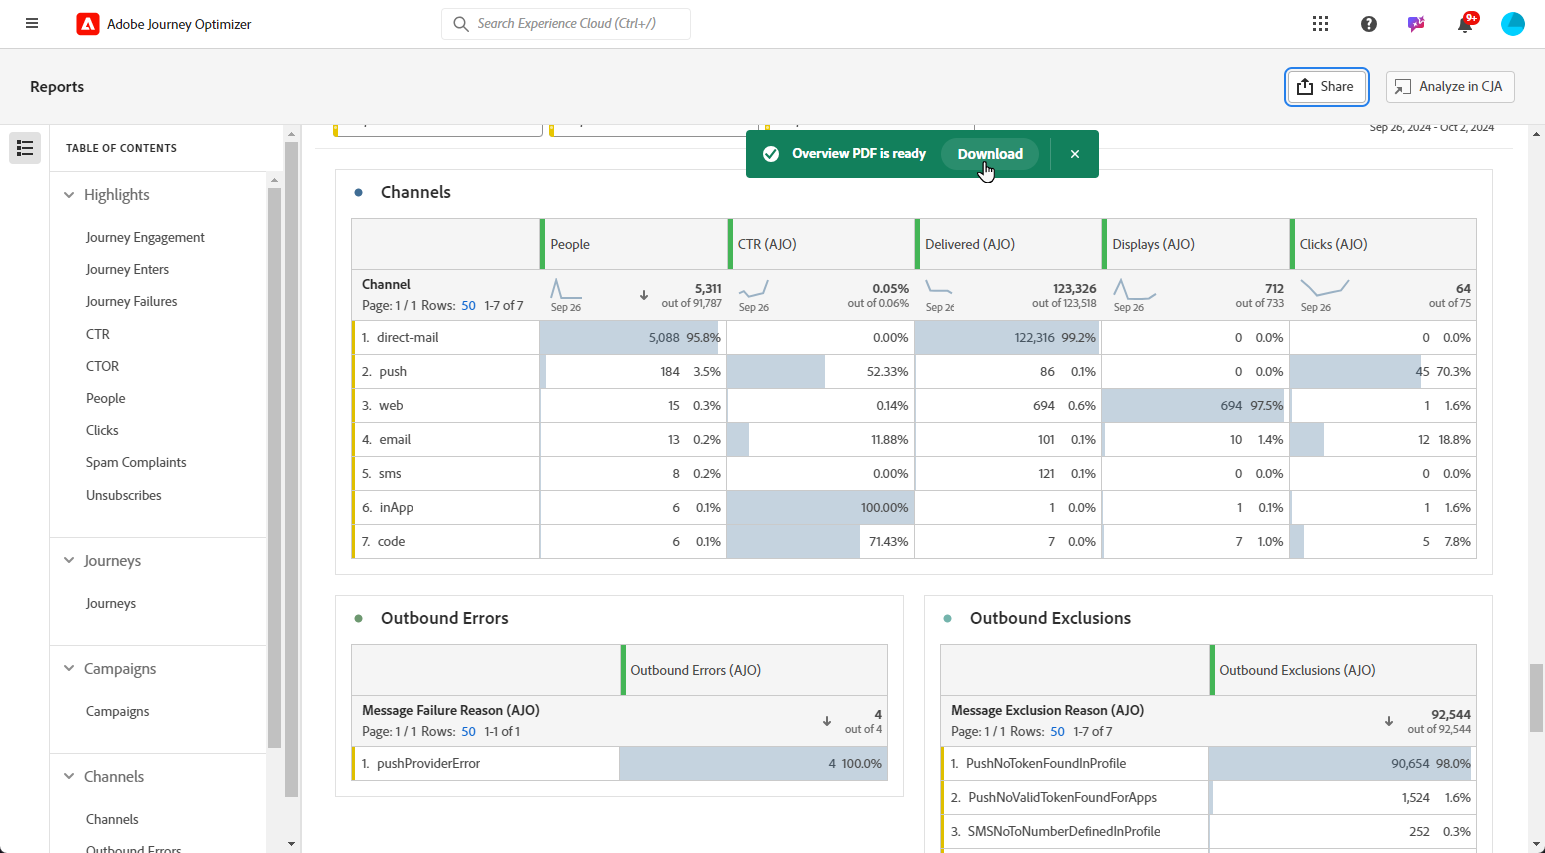 Adobe Journey Optimizer
Search Experience Cloud (Ctrl+/)
9+
Reports
Share
Analyze in CJA
Sep 26, 2024 - Oct 2, 2024
Overview PDF is ready
Download
TABLE OF CONTENTS
Highlights
Journey Engagement
Journey Enters
Journey Failures
CTR
CTOR
People
Clicks
Spam Complaints
Unsubscribes
Journeys
Journeys
Campaigns
Campaigns
Channels
Channels
Outbound Errors
Channels
People CTR (AJO) Delivered (AJO) Displays (AJO) Clicks (AJO)
Channel 5,311 0.05% 123,326 712 64
Page: 1 / 1 Rows: 50 1-7 of 7 Sep 26 out of 91,787 Sep 26 out of 0.06% Sep 26 out of 123,518 Sep 26 out of 733 Sep 26 out of 75
1. direct-mail 5,088 95.8% 0.00% 122,316 99.2% 0 0.0% 0 0.0%
2. push 184 3.5% 52.33% 86 0.1% 0 0.0% 45 70.3%
3. web 15 0.3% 0.14% 694 0.6% 694 97.5% 1 1.6%
4. email 13 0.2% 11.88% 101 0.1% 10 1.4% 12 18.8%
5. sms 8 0.2% 0.00% 121 0.1% 0 0.0% 0 0.0%
6. inApp 6 0.1% 100.00% 1 0.0% 1 0.1% 1 1.6%
7. code 6 0.1% 71.43% 7 0.0% 7 1.0% 5 7.8%
Outbound Errors
Outbound Errors (AJO)
Message Failure Reason (AJO) 4
Page: 1 / 1 Rows: 50 1-1 of 1 out of 4
1. pushProviderError 4 100.0%
Outbound Exclusions
Outbound Exclusions (AJO)
Message Exclusion Reason (AJO) 92,544
Page: 1 / 1 Rows: 50 1-7 of 7 out of 92,544
1. PushNoTokenFoundInProfile 90,654 98.0%
2. PushNoValidTokenFoundForApps 1,524 1.6%
3. SMSNoToNumberDefinedInProfile 252 0.3%